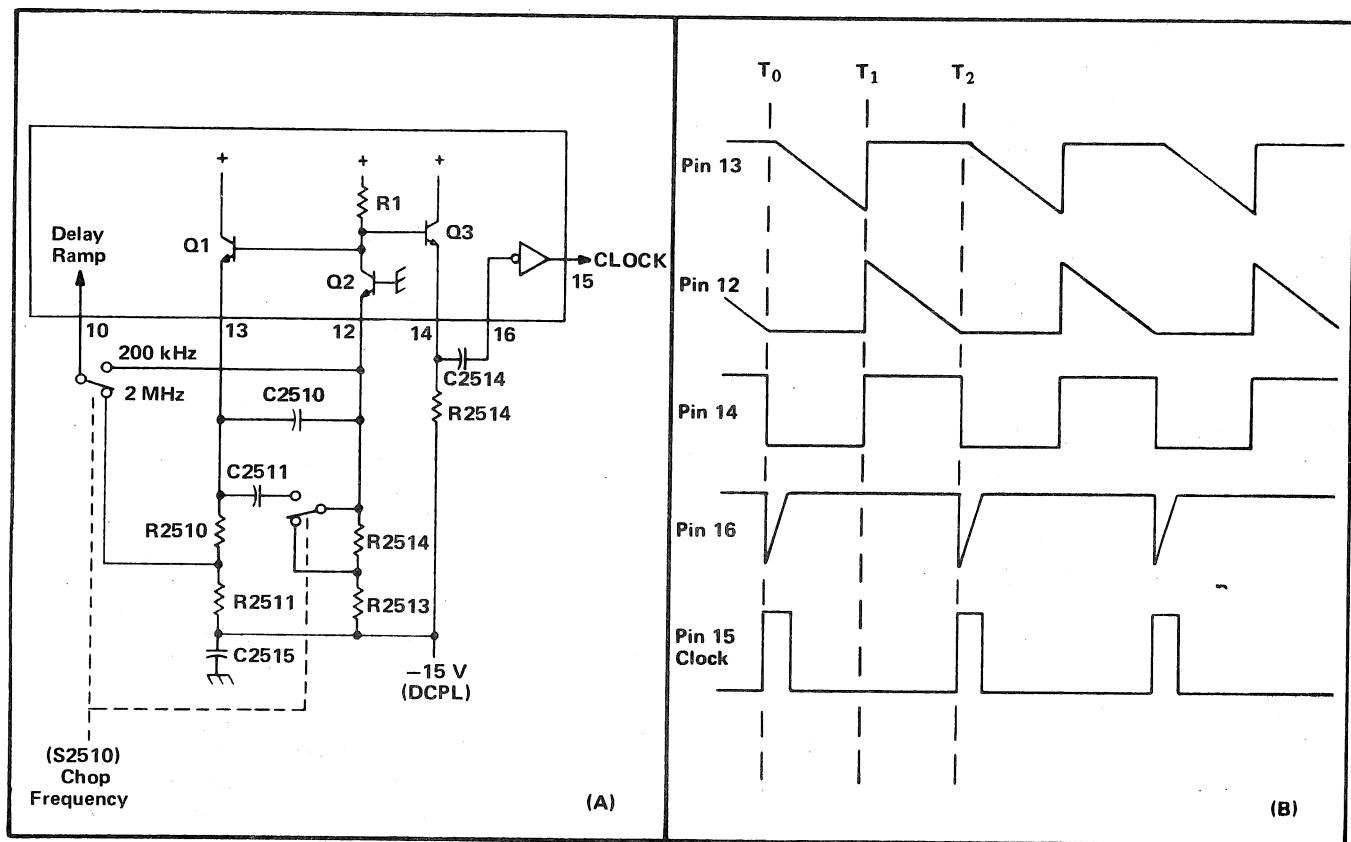 + + +
R1
Delay
Ramp
Q1
Q3
Q2
CLOCK
15
10 13 12 14 16
200 kHz
2 MHz
C2514
C2510
R2514
C2511
R2510
R2514
R2511
R2513
C2515
−15 V
(DCPL)
(S2510)
Chop
Frequency
(A)
T0 T1 T2
Pin 13
Pin 12
Pin 14
Pin 16
Pin 15
Clock
(B)